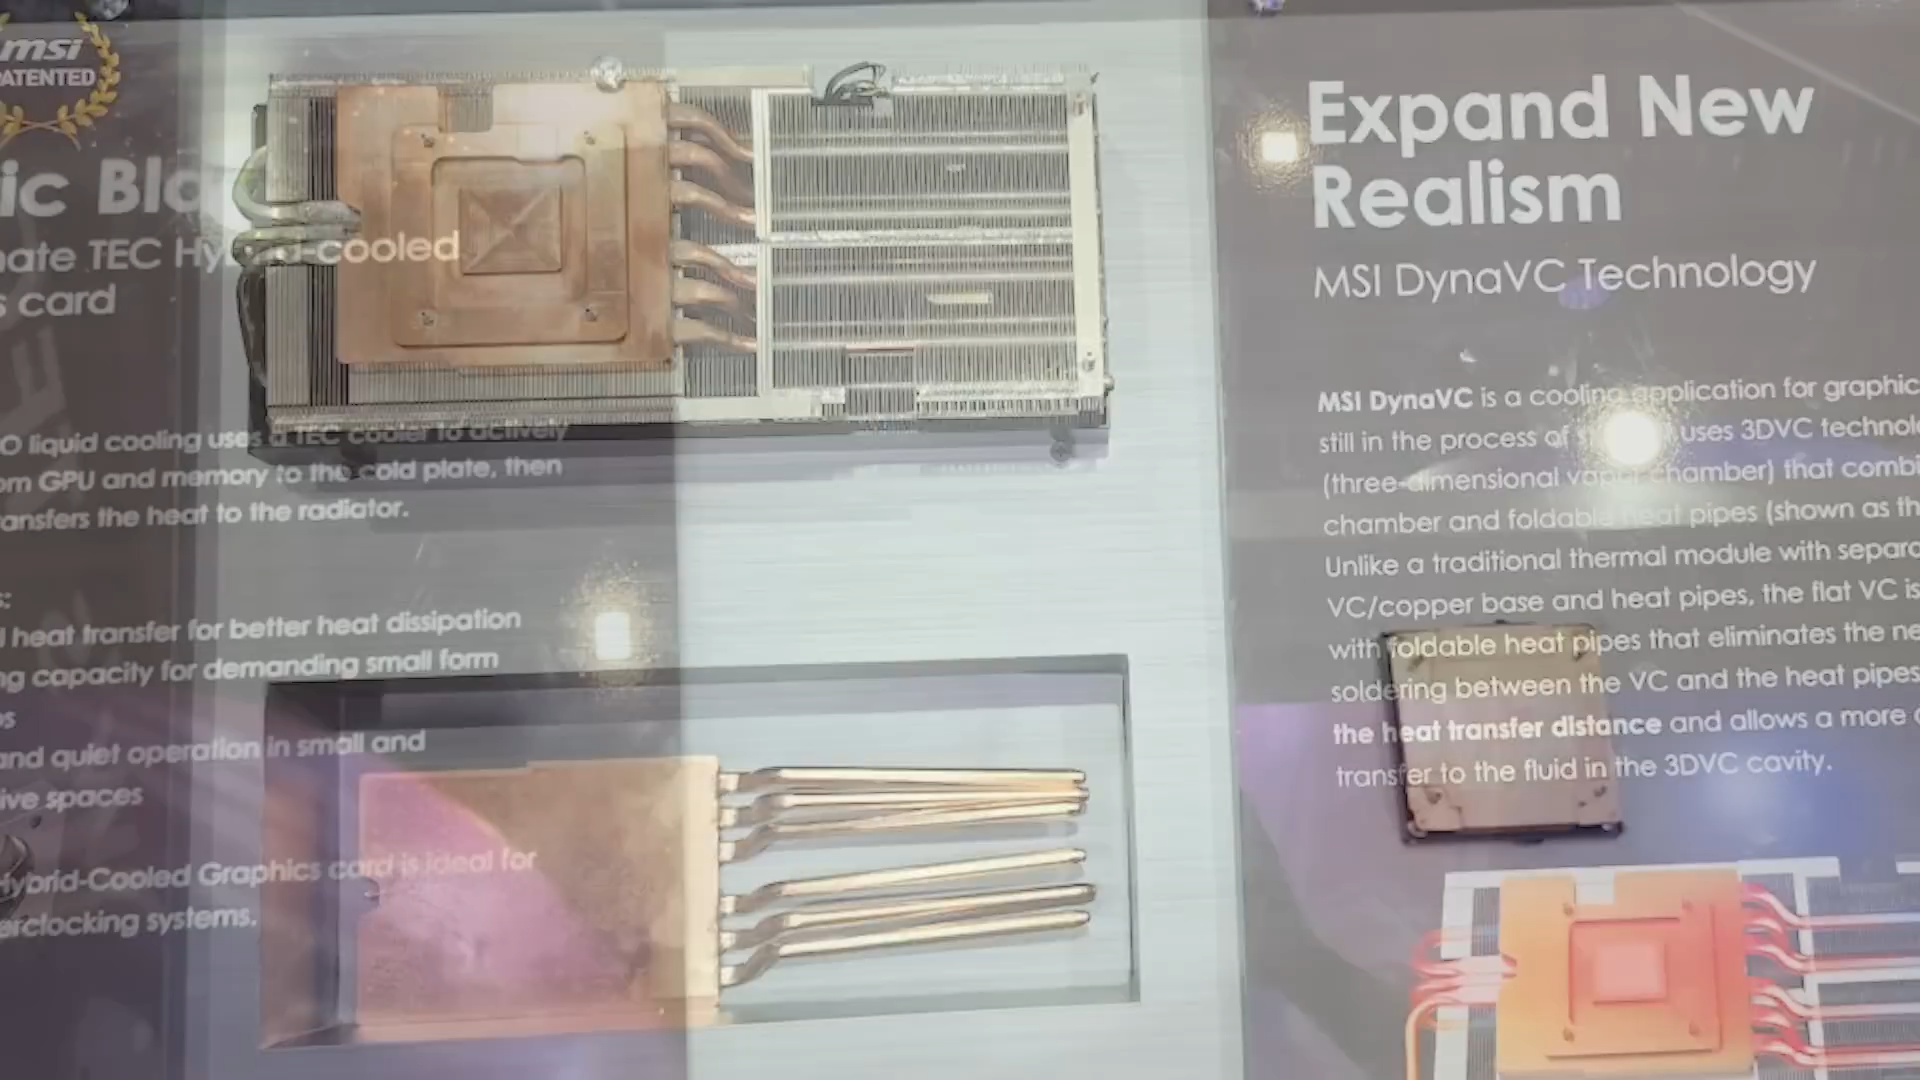 msi
PATENTED
ic
mate TEC Hybrid-cooled
s card
O liquid cooling uses a TEC cooler to actively
om GPU and memory to the cold plate, then
ansfers the heat to the radiator.
s:
l heat transfer for better heat dissipation
ng capacity for demanding small form
os
and quiet operation in small and
ive spaces
Hybrid-Cooled Graphics card is ideal for
erclocking systems.
Expand New
Realism
MSI DynaVC Technology
MSI DynaVC is a cooling application for graphic
still in the process of uses 3DVC technolo
(three-dimensional vapor chamber) that combi
chamber and foldable heat pipes (shown as th
Unlike a traditional thermal module with separa
VC/copper base and heat pipes, the flat VC is
with foldable heat pipes that eliminates the ne
soldering between the VC and the heat pipes
the heat transfer distance and allows a more
transfer to the fluid in the 3DVC cavity.